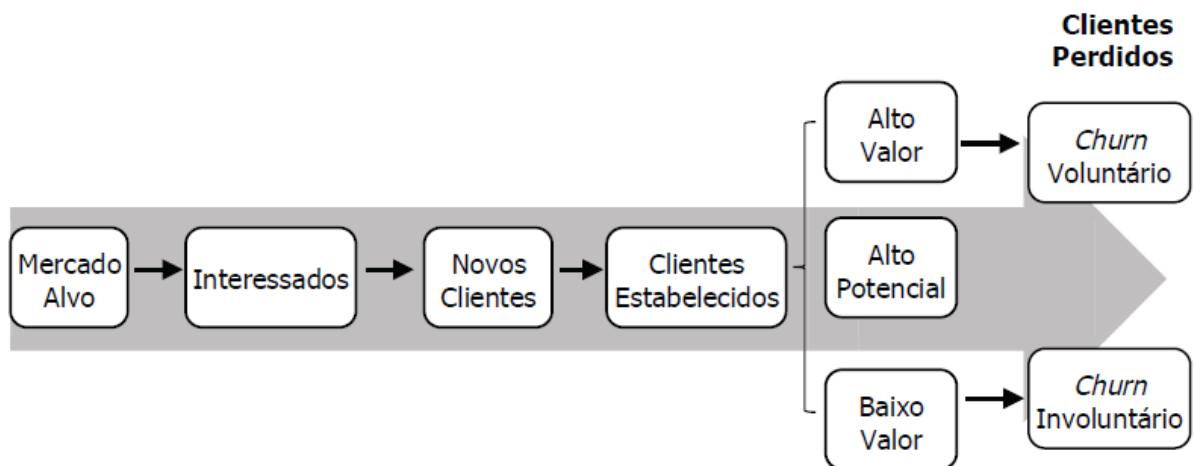 Clientes
Perdidos
Mercado
Alvo
Interessados
Novos
Clientes
Clientes
Estabelecidos
Alto
Valor
Alto
Potencial
Baixo
Valor
Churn
Voluntário
Churn
Involuntário